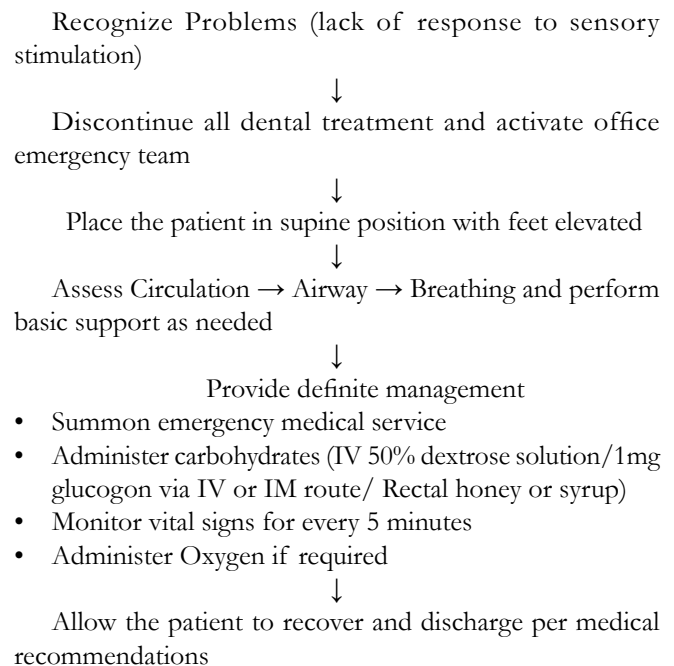 Recognize Problems (lack of response to sensory
stimulation)
↓
Discontinue all dental treatment and activate office
emergency team
↓
Place the patient in supine position with feet elevated
↓
Assess Circulation → Airway → Breathing and perform
basic support as needed
↓
Provide definite management
• Summon emergency medical service
• Administer carbohydrates (IV 50% dextrose solution/1mg
glucogon via IV or IM route/ Rectal honey or syrup)
• Monitor vital signs for every 5 minutes
• Administer Oxygen if required
↓
Allow the patient to recover and discharge per medical
recommendations